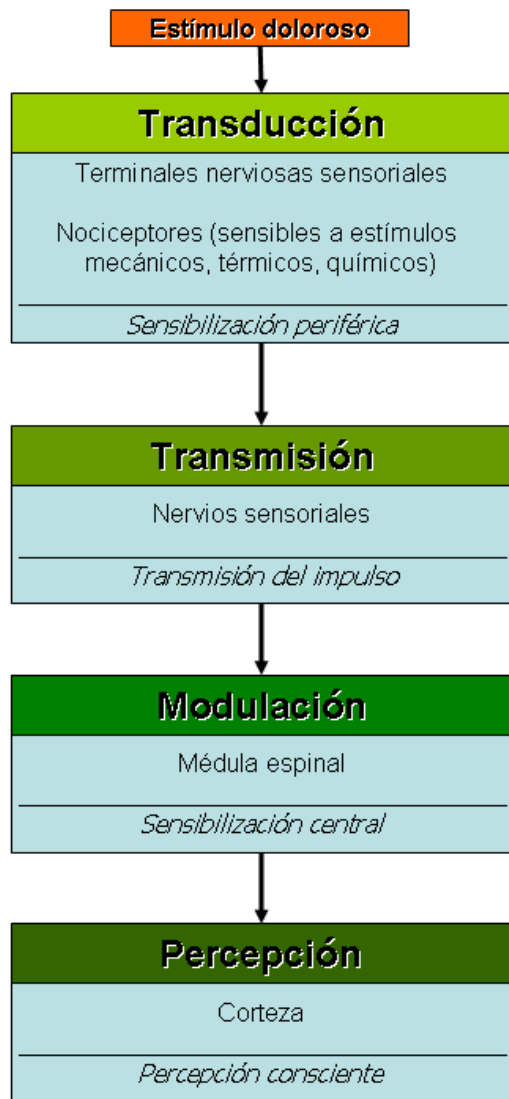 Estímulo doloroso
Transducción
Terminales nerviosas sensoriales
Nociceptores (sensibles a estímulos
mecánicos, térmicos, químicos)
Sensibilización periférica
Transmisión
Nervios sensoriales
Transmisión del impulso
Modulación
Médula espinal
Sensibilización central
Percepción
Corteza
Percepción consciente